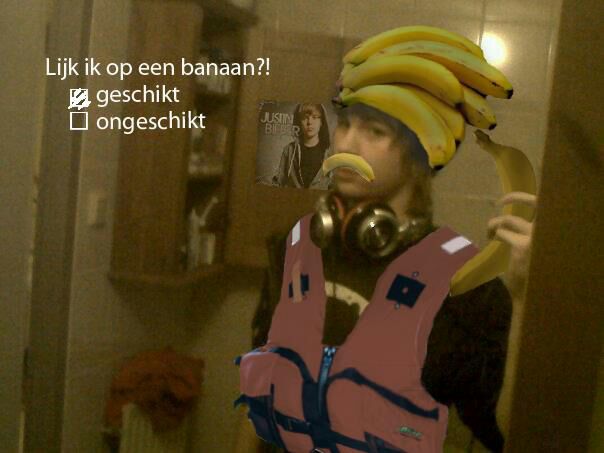 Lijk ik op een banaan?!
geschikt
ongeschikt
JUSTIN
BIEBER